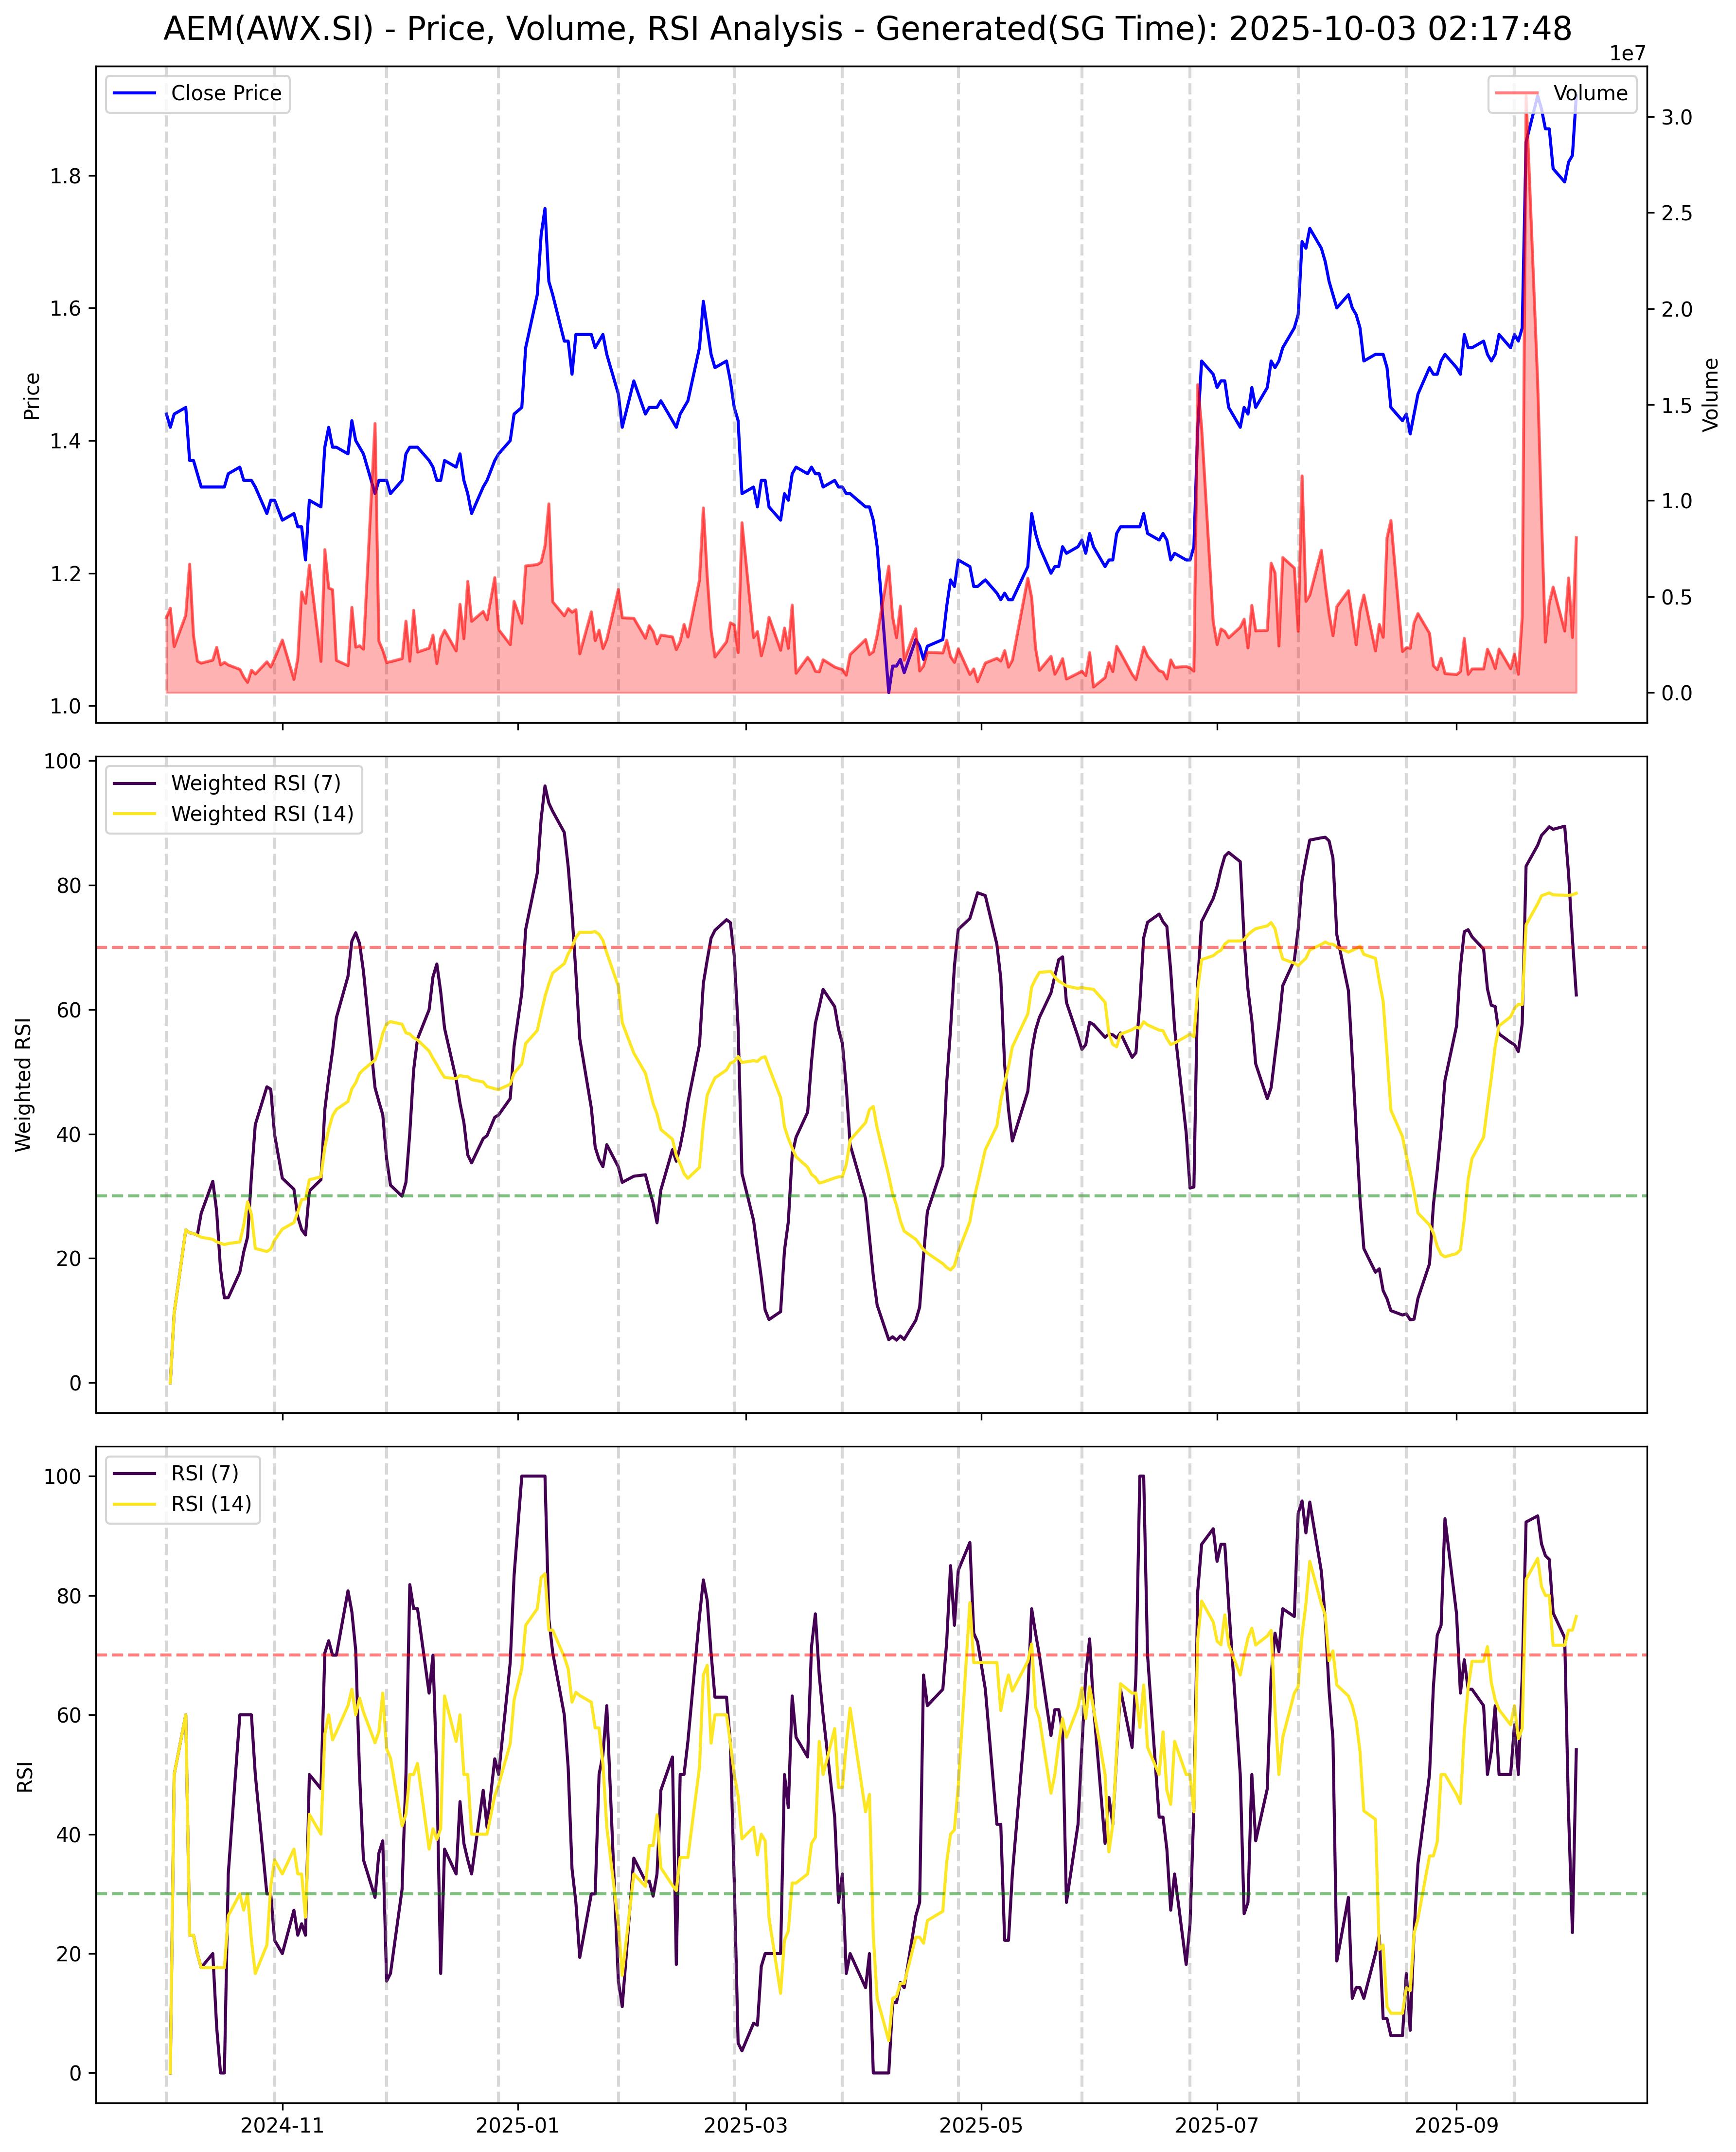 AEM(AWX.SI) - Price, Volume, RSI Analysis - Generated(SG Time): 2025-10-03 02:17:48
1e7
Close Price
Volume
3.0
1.8
2.5
1.6
2.0
Price
Volume
1.5
1.4
1.0
1.2
0.5
1.0
0.0
100
Weighted RSI (7)
Weighted RSI (14)
80
60
Weighted RSI
40
20
0
100
RSI (7)
RSI (14)
80
60
RSI
40
20
0
2024-11
2025-01
2025-03
2025-05
2025-07
2025-09